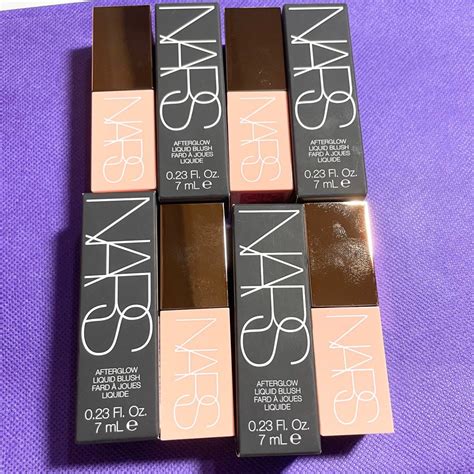 NARS
NARS
AFTERGLOW
LIQUID BLUSH
FARD À JOUES
LIQUIDE
0.23 Fl. Oz.
7 mL e
NARS
NARS
AFTERGLOW
LIQUID BLUSH
FARD À JOUES
LIQUIDE
0.23 Fl. Oz.
7 mL e
NARS
AFTERGLOW
LIQUID BLUSH
FARD À JOUES
LIQUIDE
0.23 Fl. Oz.
7 mL e
NARS
NARS
AFTERGLOW
LIQUID BLUSH
FARD À JOUES
LIQUIDE
0.23 Fl. Oz.
7 mL e
NARS